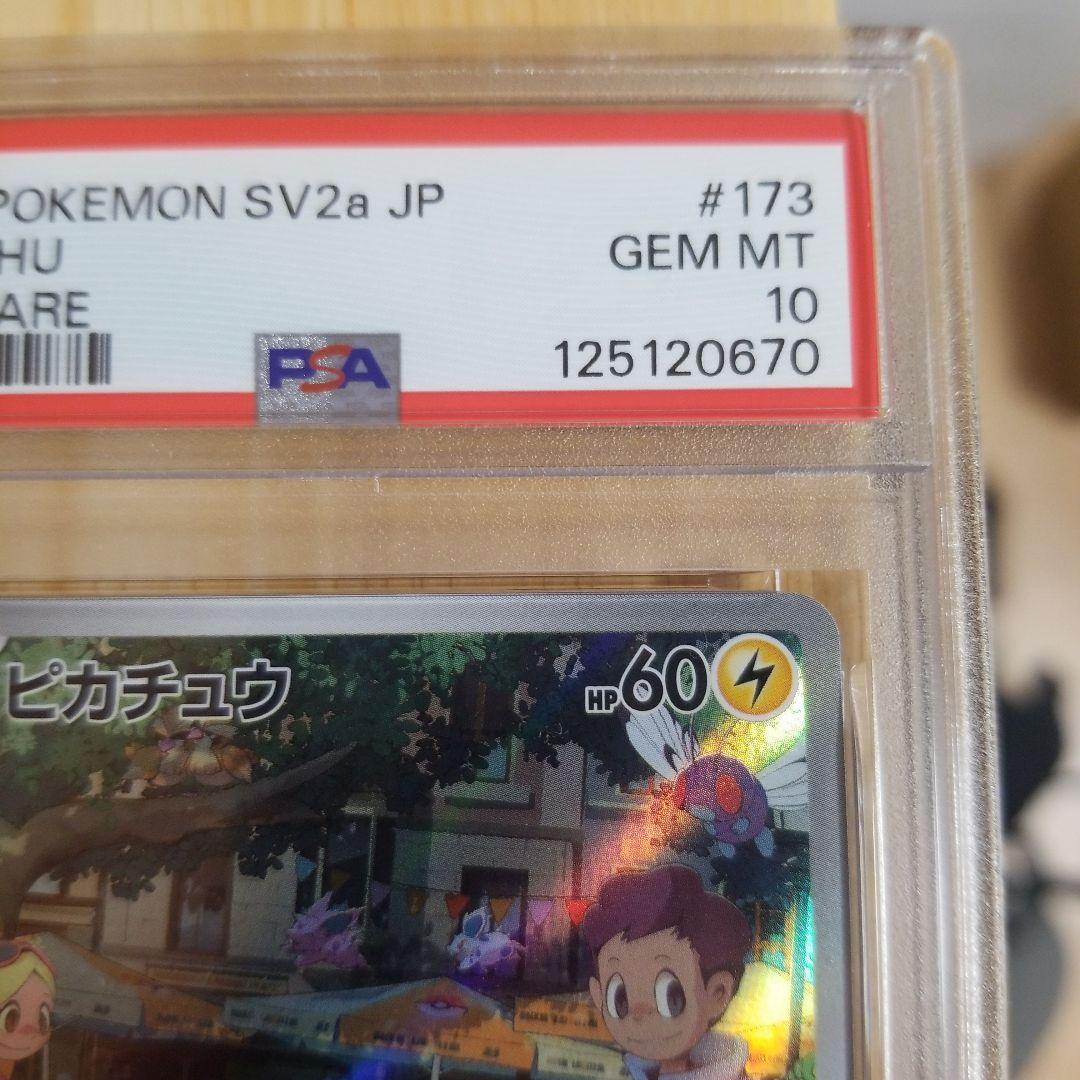 POKEMON SV2a JP #173
HU GEM MT
ARE 10
PSA 125120670
ピカチュウ HP60